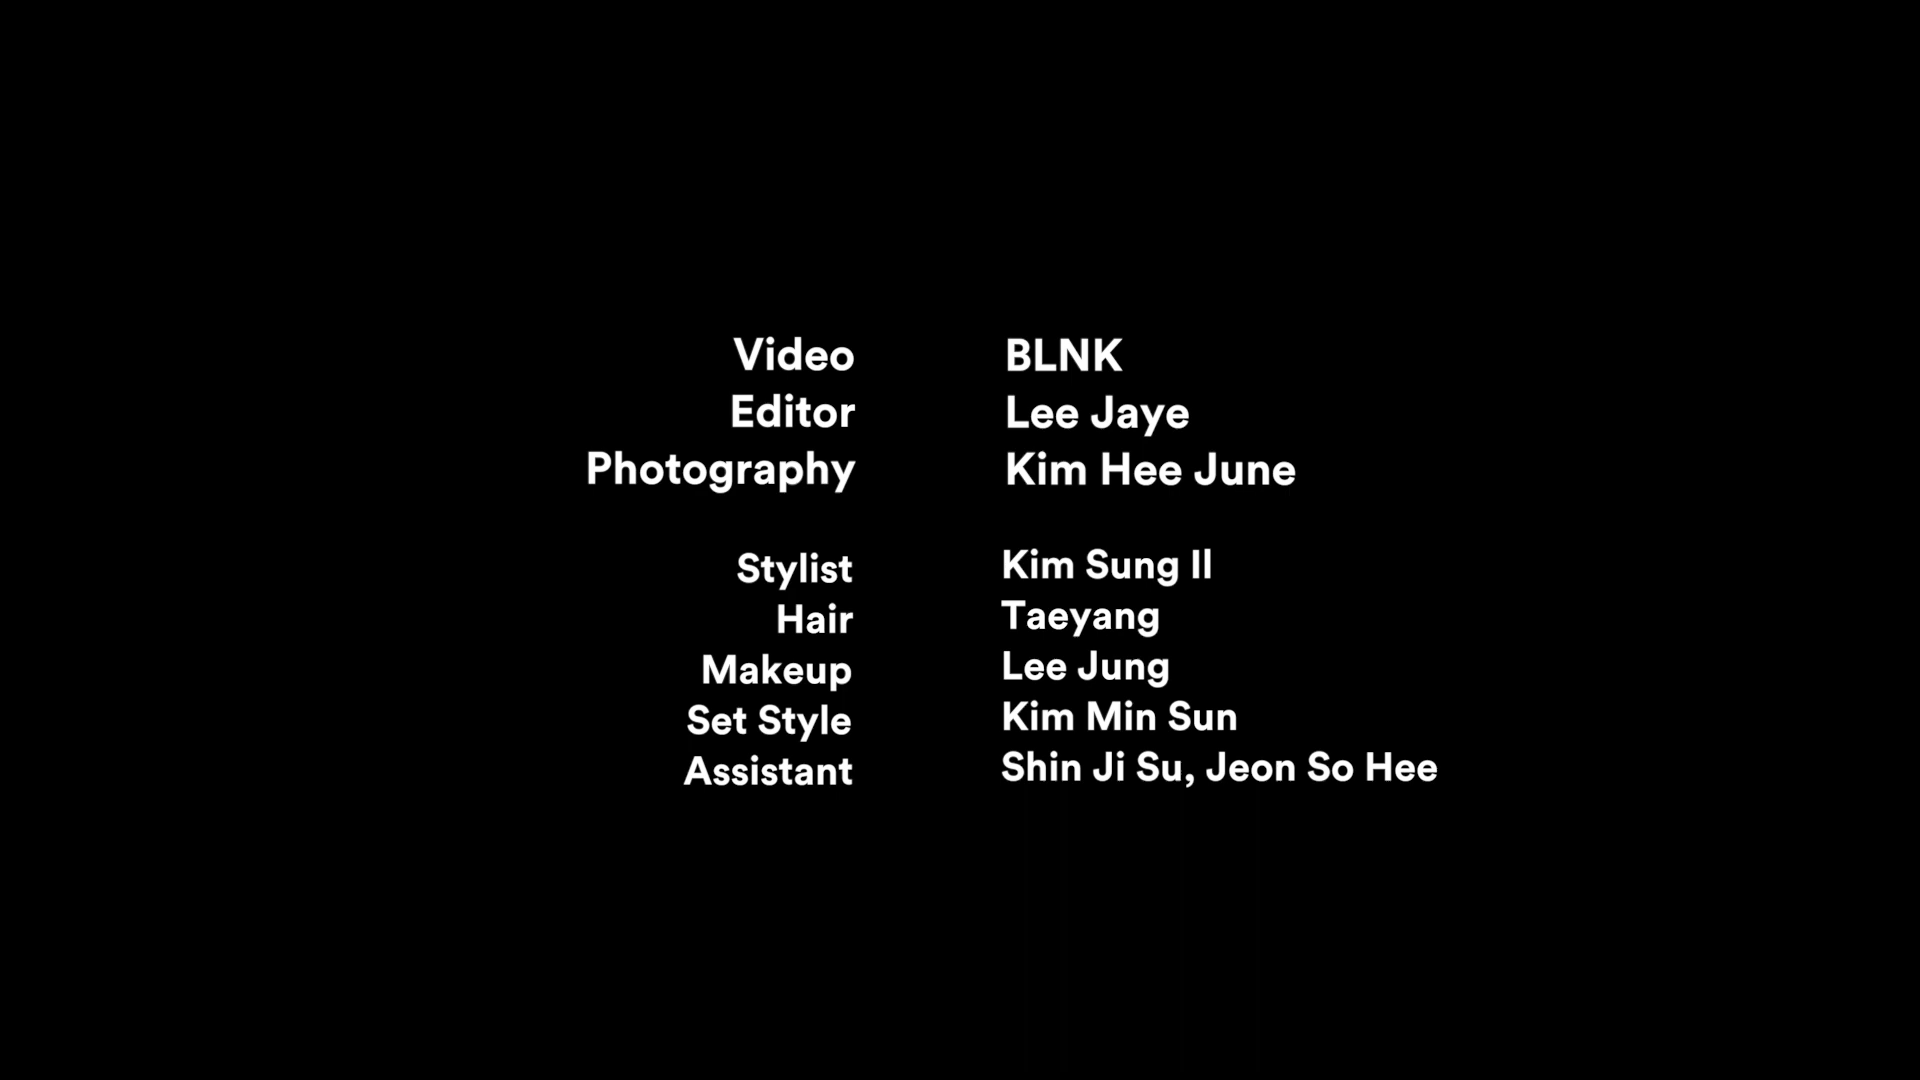 Video BLNK
Editor Lee Jaye
Photography Kim Hee June
Stylist Kim Sung Il
Hair Taeyang
Makeup Lee Jung
Set Style Kim Min Sun
Assistant Shin Ji Su, Jeon So Hee